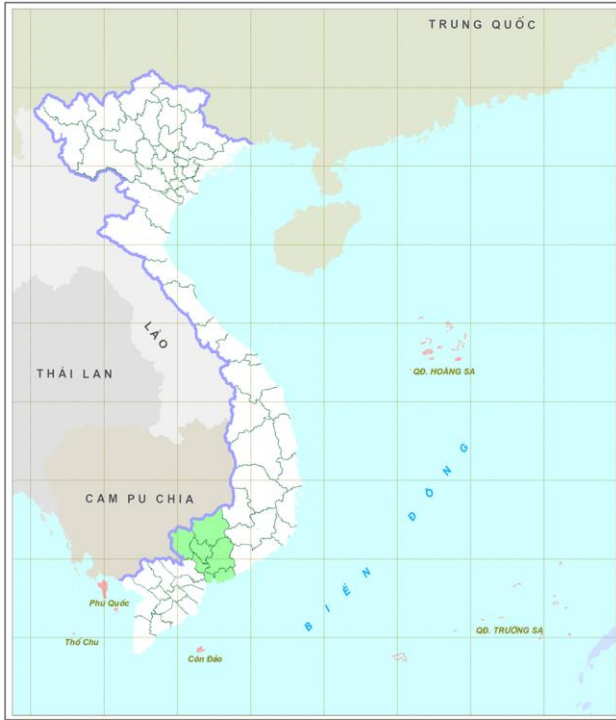 TRUNG QUỐC
LÀO
THÁI LAN
QĐ. HOÀNG SA
BIỂN ĐÔNG
CAM PU CHIA
Phú Quốc
Thổ Chu
Côn Đảo
QĐ. TRƯỜNG SA